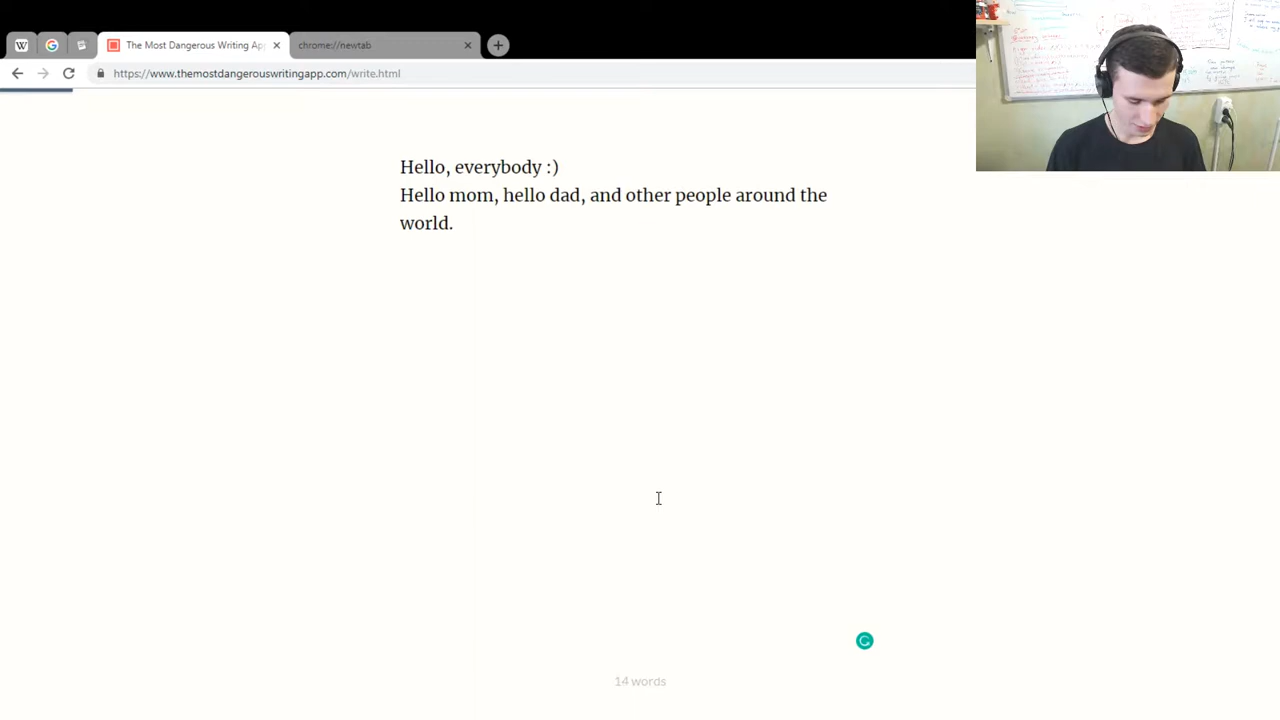 W
The Most Dangerous Writing Ap
chrome://newtab
https://www.themostdangerouswritingapp.com/write.html
Hello, everybody :)
Hello mom, hello dad, and other people around the
world.
14 words